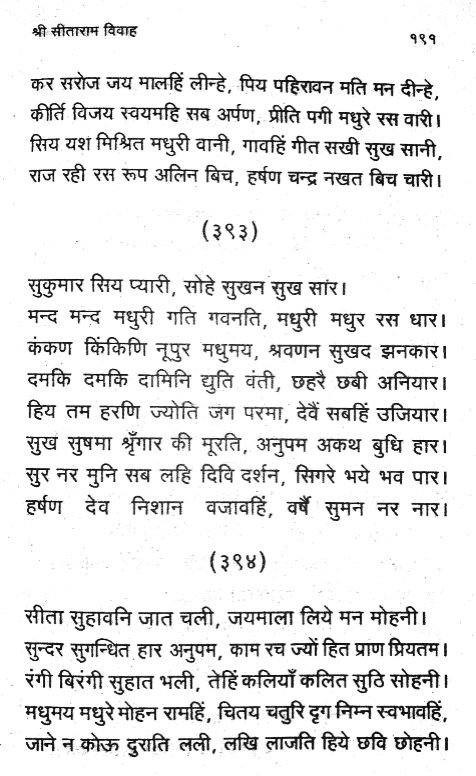 श्री सीताराम विवाह
१९१
कर सरोज जय मालहिं लीन्हे, पिय पहिरावन मति मन दीन्हे,
कीर्ति विजय स्वयमहि सब अर्पण, प्रीति पगी मधुरे रस वारी।
सिय यश मिश्रित मधुरी वानी, गावहिं गीत सखी सुख सानी,
राज रही रस रूप अलिन बिच, हर्षण चन्द्र नखत बिच चारी।
(३९३)
सुकुमार सिय प्यारी, सोहे सुखन सुख सांर।
मन्द मन्द मधुरी गति गवनति, मधुरी मधुर रस धार।
कंकण किंकिणि नूपुर मधुमय, श्रवणन सुखद झनकार।
दमकि दमकि दामिनि द्युति वंती, छहरै छबी अनियार।
हिय तम हरणि ज्योति जग परमा, देवैं सबहिं उजियार।
सुख सुषमा श्रृँगार की मूरति, अनुपम अकथ बुधि हार।
सुर नर मुनि सब लहि दिवि दर्शन, सिगरे भये भव पार।
हर्षण देव निशान वजावहिं, वर्षै सुमन नर नार।
(३९४)
सीता सुहावनि जात चली, जयमाला लिये मन मोहनी।
सुन्दर सुगन्धित हार अनुपम, काम रच ज्यों हित प्राण प्रियतम।
रंगी बिरंगी सुहात भली, तेहिं कलियाँ कलित सुठि सोहनी।
मधुमय मधुरे मोहन रामहिं, चितय चतुरि दृग निम्न स्वभावहिं,
जाने न कोऊ दुराति लली, लखि लाजति हिये छवि छोहनी।